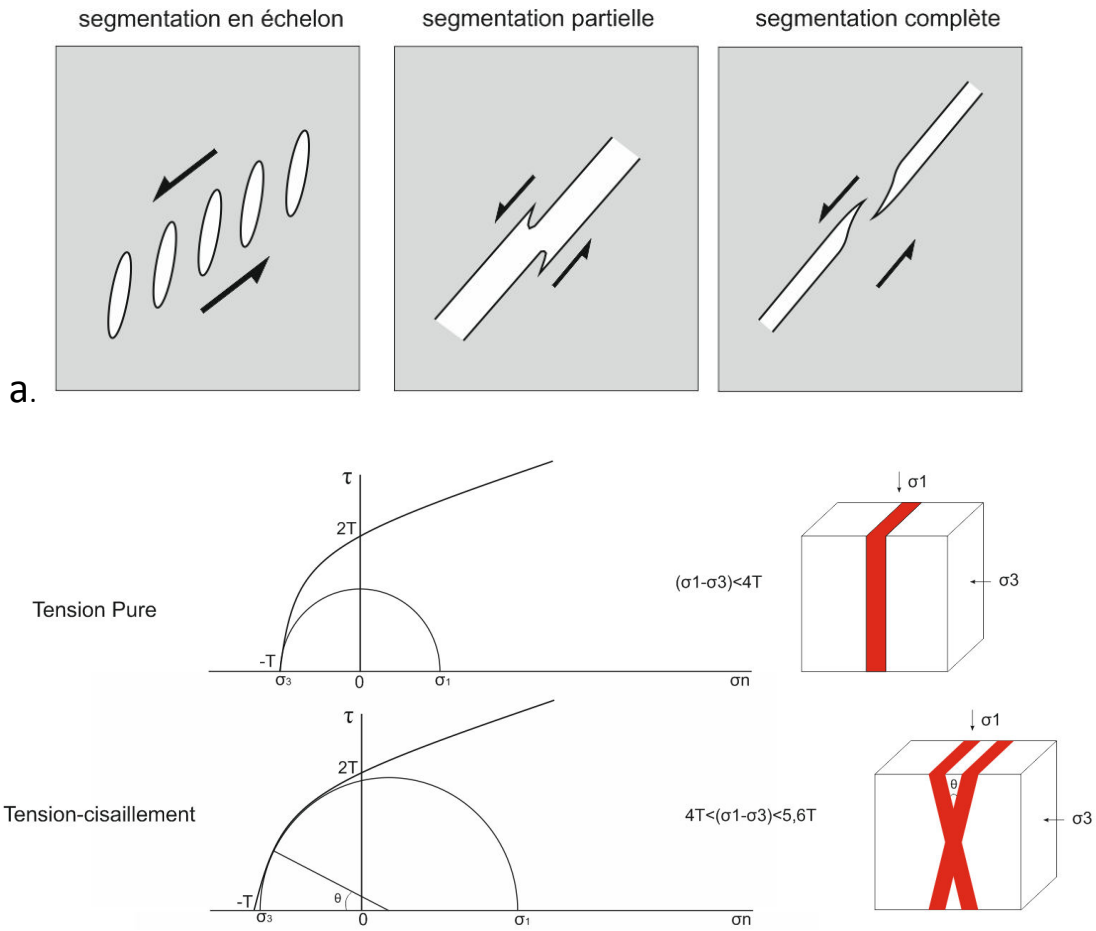 segmentation en échelon
segmentation partielle
segmentation complète
a.
τ
2T
-T
σ3
0
σ1
σn
Tension Pure
(σ1-σ3)<4T
σ1
σ3
τ
2T
θ
-T
σ3
0
σ1
σn
Tension-cisaillement
4T<(σ1-σ3)<5,6T
σ1
θ
σ3